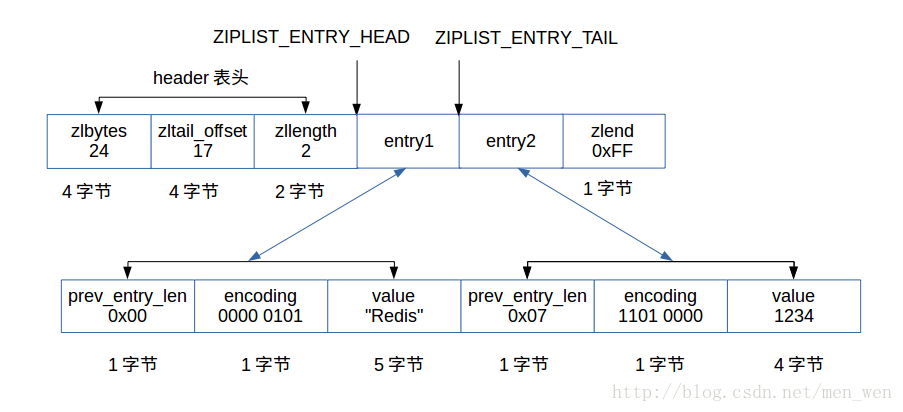 ZIPLIST_ENTRY_HEAD
ZIPLIST_ENTRY_TAIL
header 表头
zlbytes
24
zltail_offset
17
zllength
2
entry1
entry2
zlend
0xFF
4 字节
4 字节
2 字节
1 字节
prev_entry_len
0x00
encoding
0000 0101
value
"Redis"
prev_entry_len
0x07
encoding
1101 0000
value
1234
1 字节
1 字节
5 字节
1 字节
1 字节
4 字节
http://blog.csdn.net/men_wen